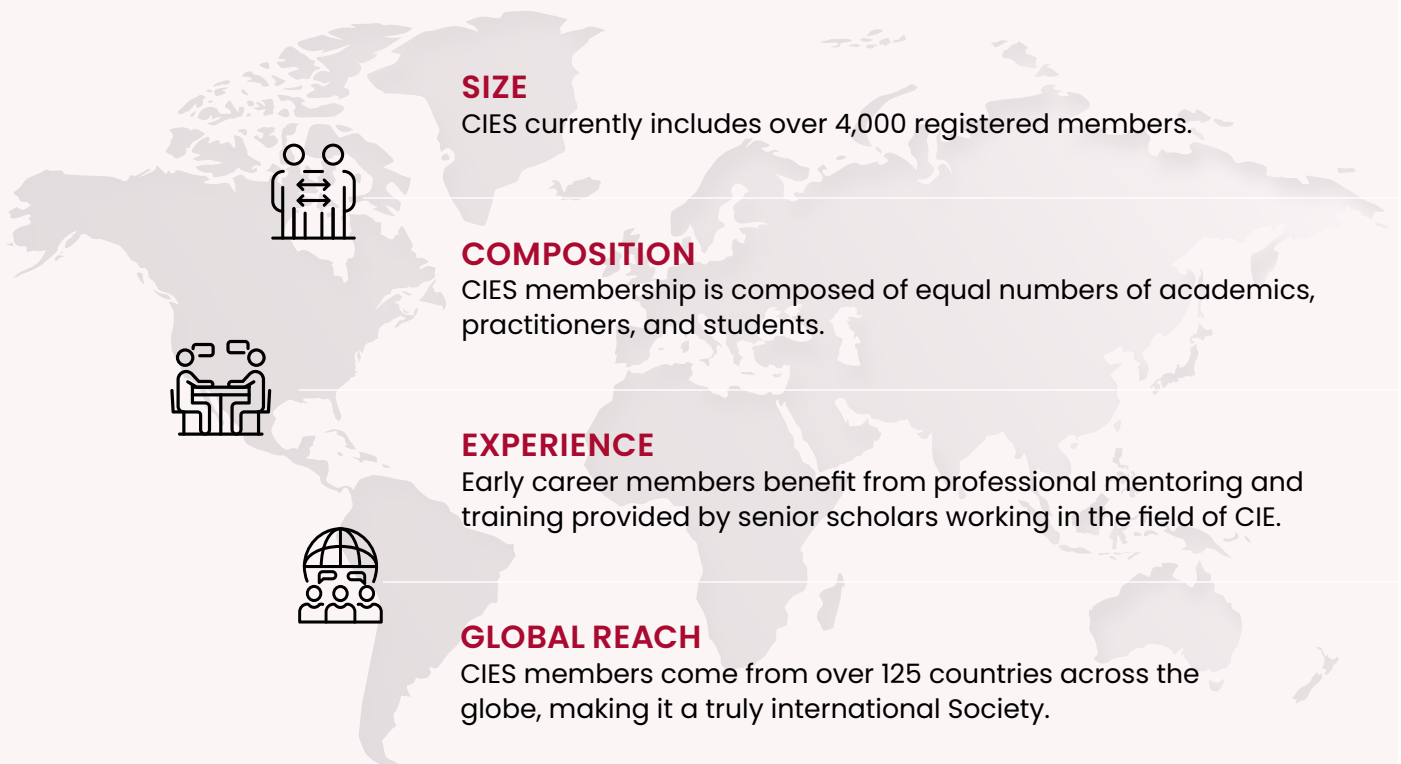 SIZE
CIES currently includes over 4,000 registered members.
COMPOSITION
CIES membership is composed of equal numbers of academics,
practitioners, and students.
EXPERIENCE
Early career members benefit from professional mentoring and
training provided by senior scholars working in the field of CIE.
GLOBAL REACH
CIES members come from over 125 countries across the
globe, making it a truly international Society.